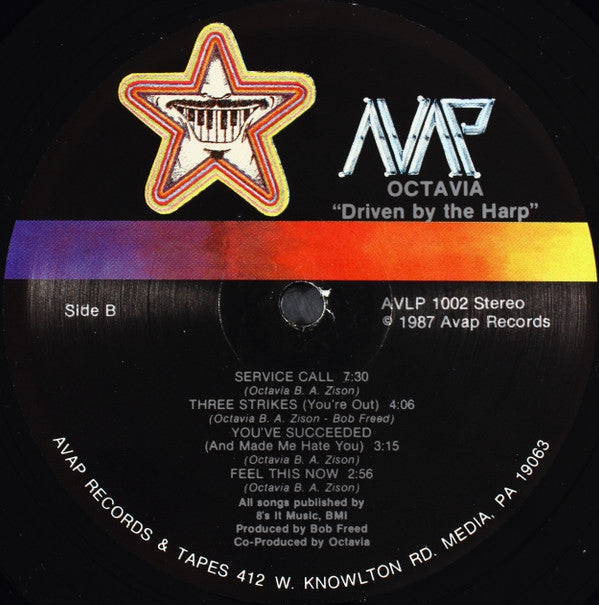 AVAP
OCTAVIA
“Driven by the Harp”
Side B
AVLP 1002 Stereo
© 1987 Avap Records
SERVICE CALL 7:30
(Octavia B. A. Zison)
THREE STRIKES (You're Out) 4:06
(Octavia B. A. Zison - Bob Freed)
YOU'VE SUCCEEDED
(And Made Me Hate You) 3:15
(Octavia B. A. Zison)
FEEL THIS NOW 2:56
(Octavia B. A. Zison)
All songs published by
8's It Music, BMI
Produced by Bob Freed
Co-Produced by Octavia
AVAP RECORDS & TAPES 412 W. KNOWLTON RD. MEDIA, PA 19063